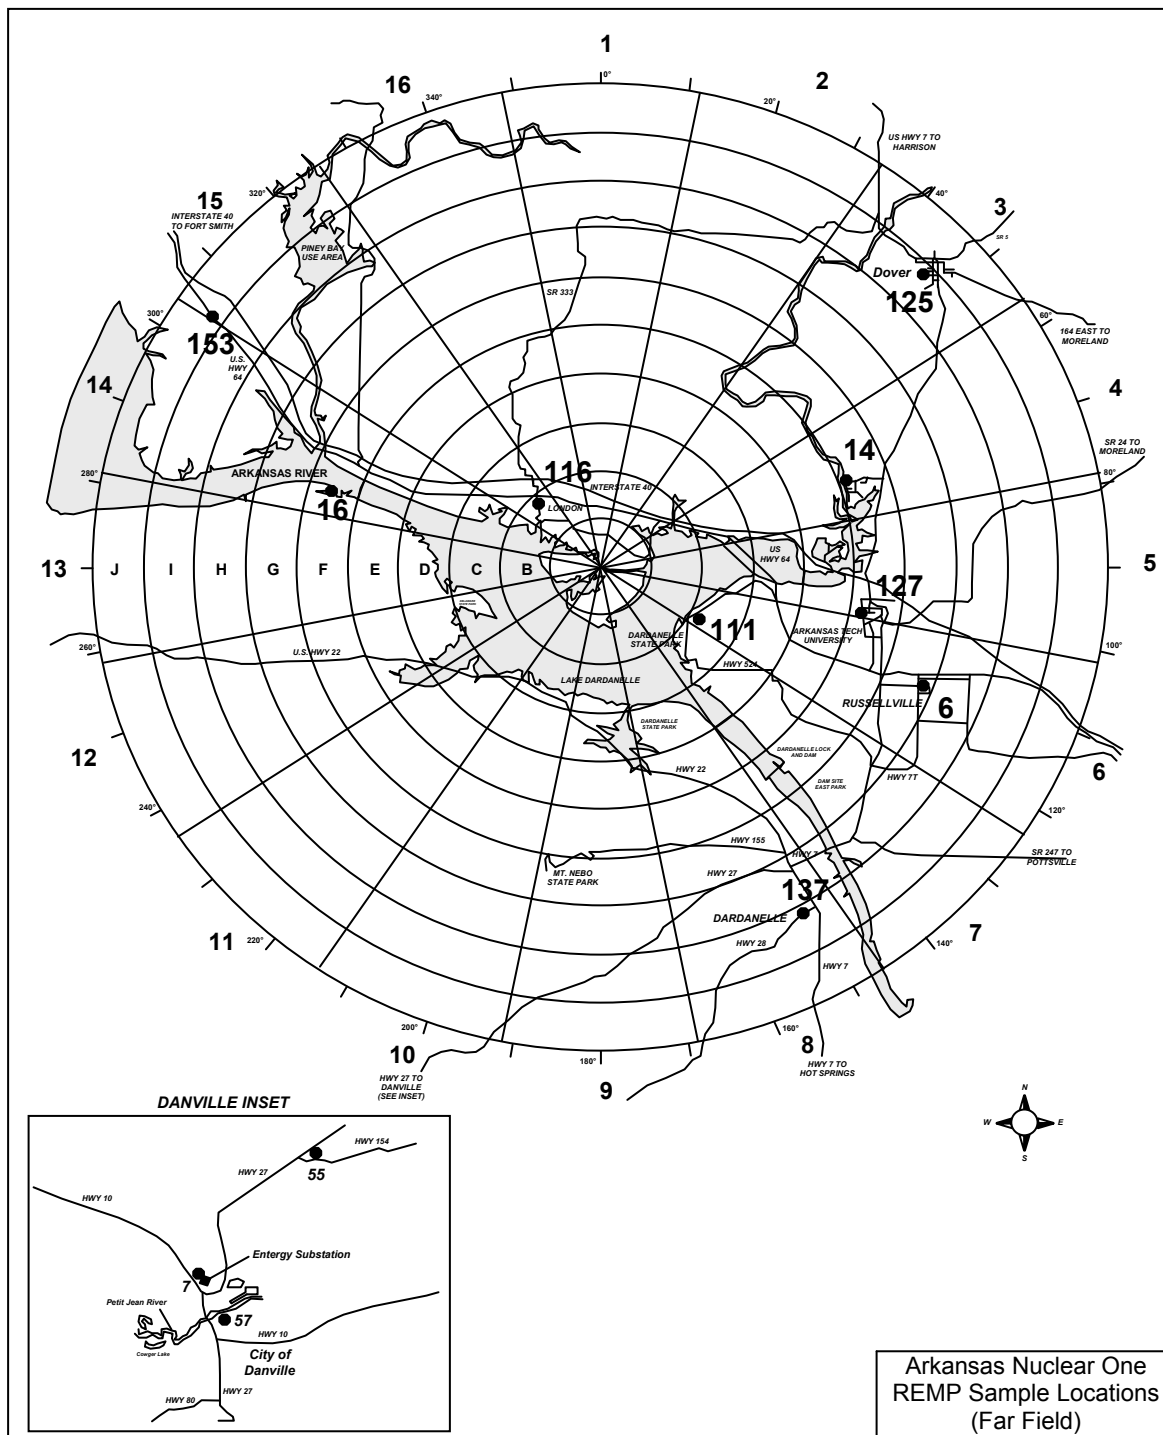 1
0°
16
340°
20°
2
US HWY 7 TO
HARRISON
15
320°
40°
3
SR 5
INTERSTATE 40
TO FORT SMITH
PINEY BAY
USE AREA
Dover
125
SR 333
300°
153
60°
164 EAST TO
MORELAND
U.S.
HWY
64
14
4
SR 24 TO
MORELAND
14
280°
ARKANSAS RIVER
116
INTERSTATE 40
80°
16
LONDON
US
HWY 64
13
J
I
H
G
F
E
D
C
B
5
127
111
DARDANELLE
STATE PARK
ARKANSAS TECH
UNIVERSITY
260°
U.S. HWY 22
HWY 524
100°
LAKE DARDANELLE
RUSSELLVILLE
6
DARDANELLE
STATE PARK
12
DARDANELLE LOCK
AND DAM
HWY 22
HWY 7T
6
DAM SITE
EAST PARK
240°
120°
HWY 155
HWY 7
SR 247 TO
POTTSVILLE
MT. NEBO
STATE PARK
HWY 27
137
DARDANELLE
11
220°
HWY 28
140°
7
HWY 7
200°
160°
10
180°
8
9
HWY 27 TO
DANVILLE
(SEE INSET)
HWY 7 TO
HOT SPRINGS
DANVILLE INSET
N
W
E
S
HWY 154
55
HWY 27
HWY 10
Entergy Substation
7
Petit Jean River
57
HWY 10
Cowger Lake
City of
Danville
HWY 27
HWY 80
Arkansas Nuclear One
REMP Sample Locations
(Far Field)